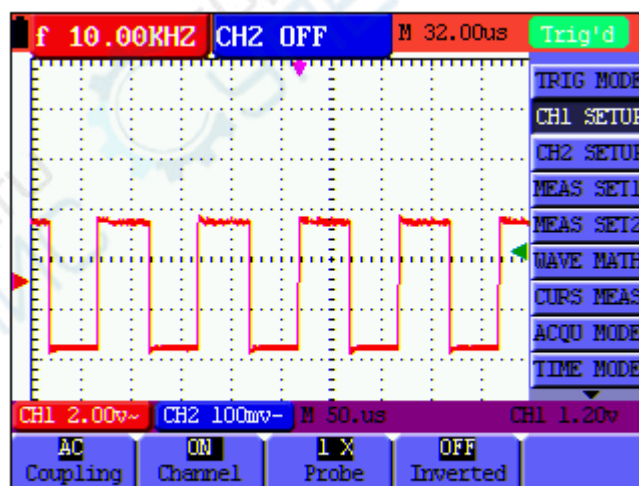 f 10.00KHZ CH2 OFF M 32.00us Trig'd
TRIG MODE
CH1 SETUP
CH2 SETUP
MEAS SET1
MEAS SET2
WAVE MATH
CURS MEAS
ACQU MODE
TIME MODE
CH1 2.00v~ CH2 100mv- M 50.us CH1 1.20v
AC ON 1 X OFF
Coupling Channel Probe Inverted